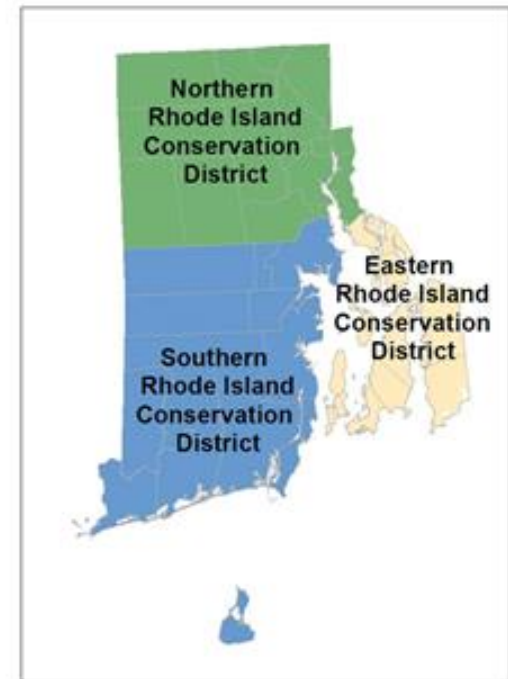 Northern
Rhode Island
Conservation
District
Eastern
Rhode Island
Conservation
District
Southern
Rhode Island
Conservation
District